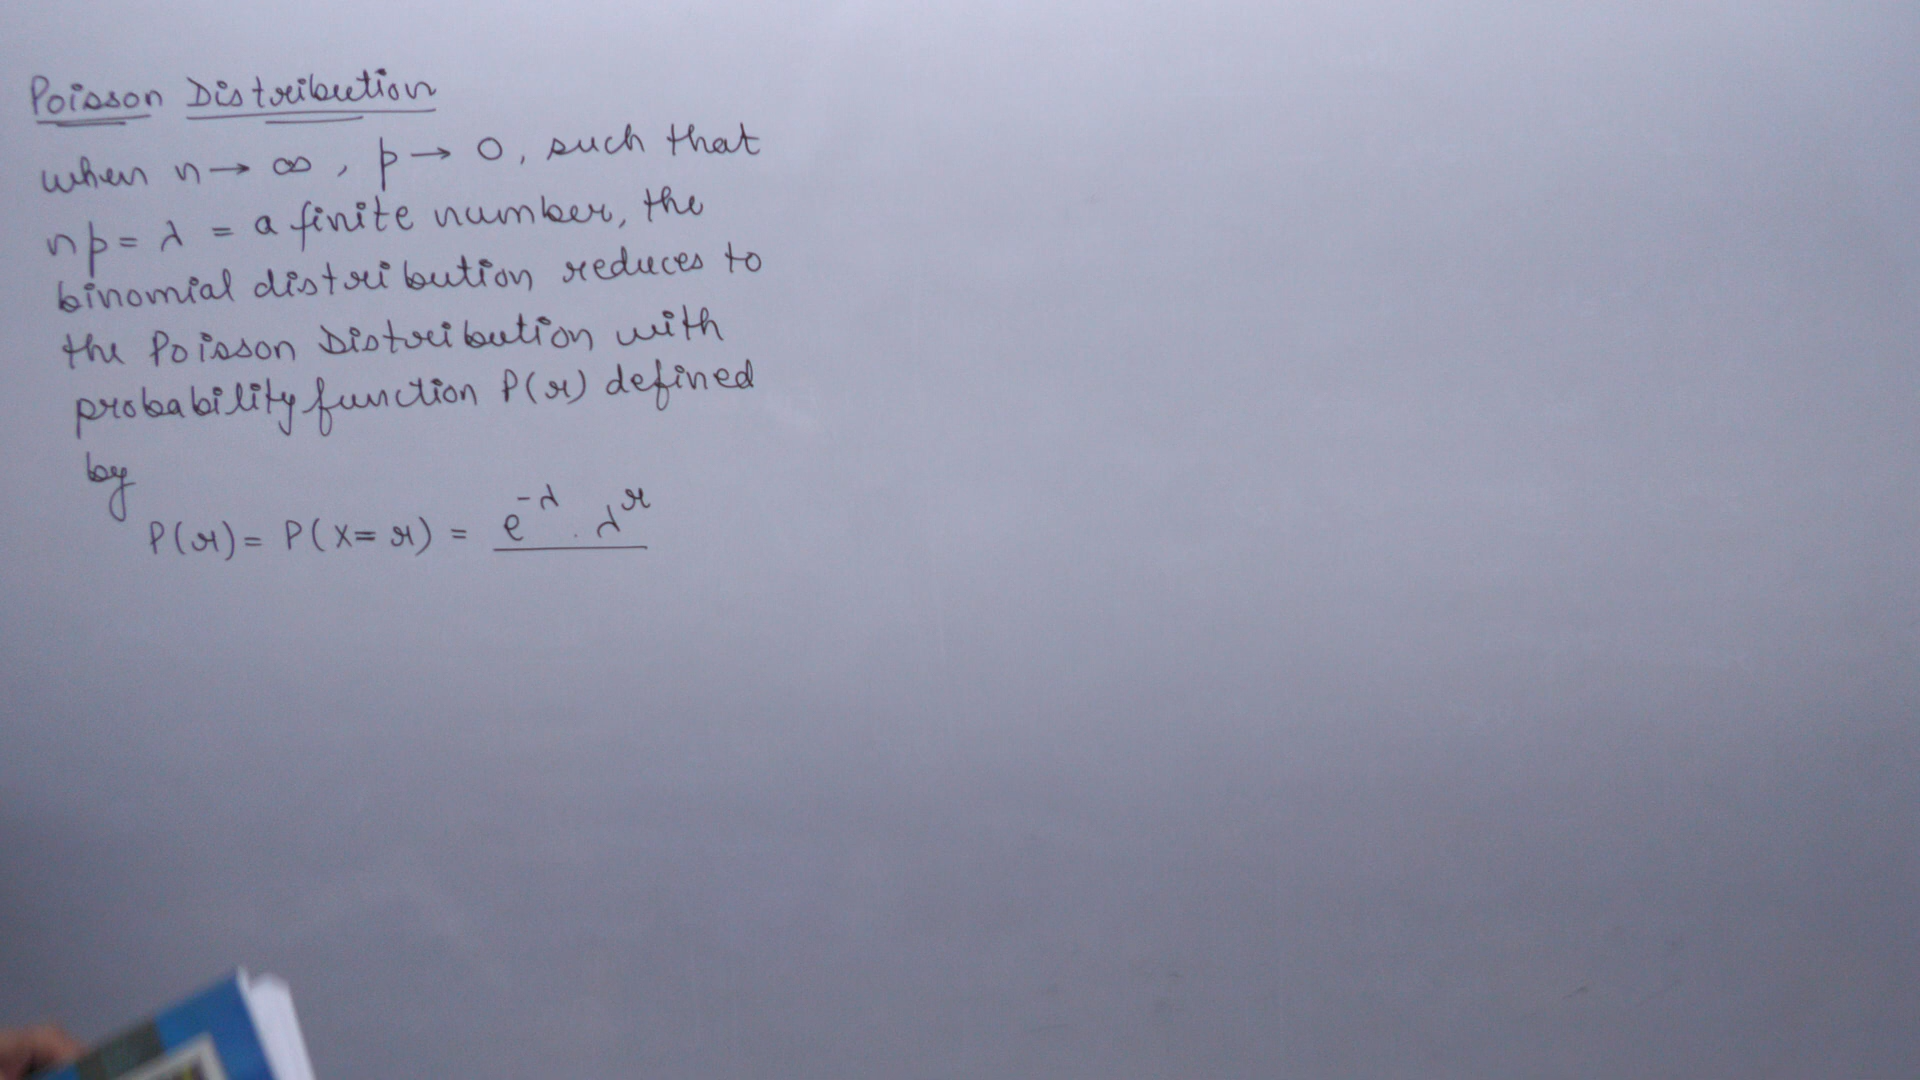 Poisson Distribution
when n → ∞, p → 0, such that
np = λ = a finite number, the
binomial distribution reduces to
the Poisson Distribution with
probability function P(r) defined
by
P(r) = P(X = r) = e^{-λ} . λ^r